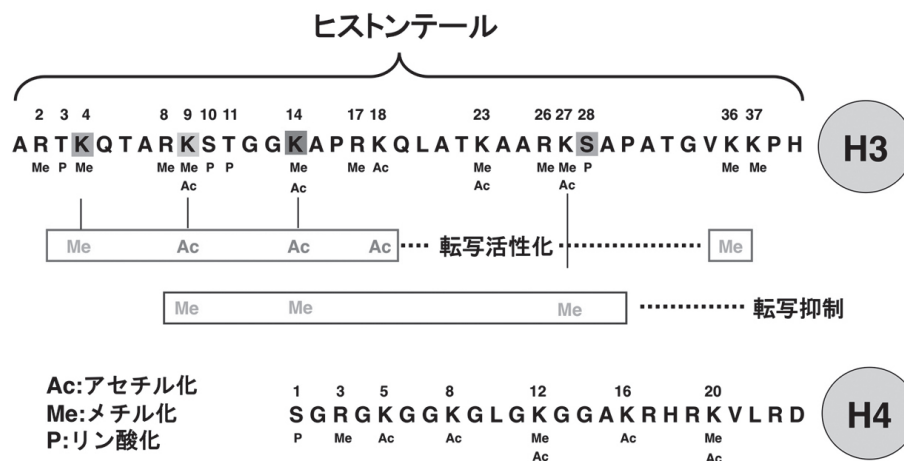 ヒストンテール
2 3 4 8 9 10 11 14 17 18 23 26 27 28 36 37
A R T K Q T A R K S T G G K A P R K Q L A T K A A R K S A P A T G V K K P H
H3
Me P Me Me Me P P Me Me Ac Me Me Me P Me Me
Ac Ac Ac Ac
Me Ac Ac Ac 転写活性化 Me
Me Me Me 転写抑制
Ac:アセチル化
Me:メチル化
P:リン酸化
1 3 5 8 12 16 20
S G R G K G G K G L G K G G A K R H R K V L R D
H4
P Me Ac Ac Me Ac Me
Ac Ac